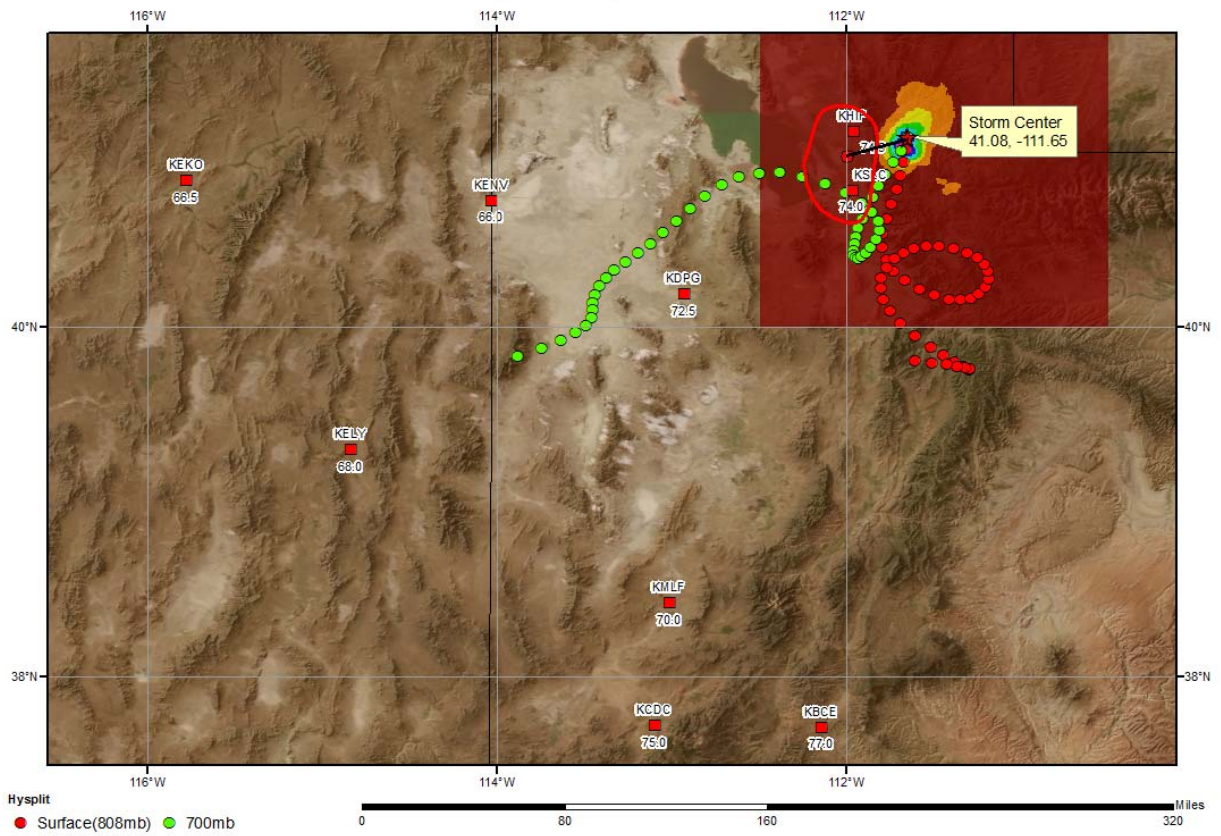 116°W 114°W 112°W
KHIF
Storm Center
41.08, -111.65
KEKO
66.5
KENV
66.0
KSLC
74.0
KDPG
72.5
40°N 40°N
KELY
68.0
KMLF
70.0
38°N 38°N
KCDC
75.0
KBCE
77.0
116°W 114°W 112°W
Hysplit
Surface(808mb) 700mb
Miles
0 80 160 320